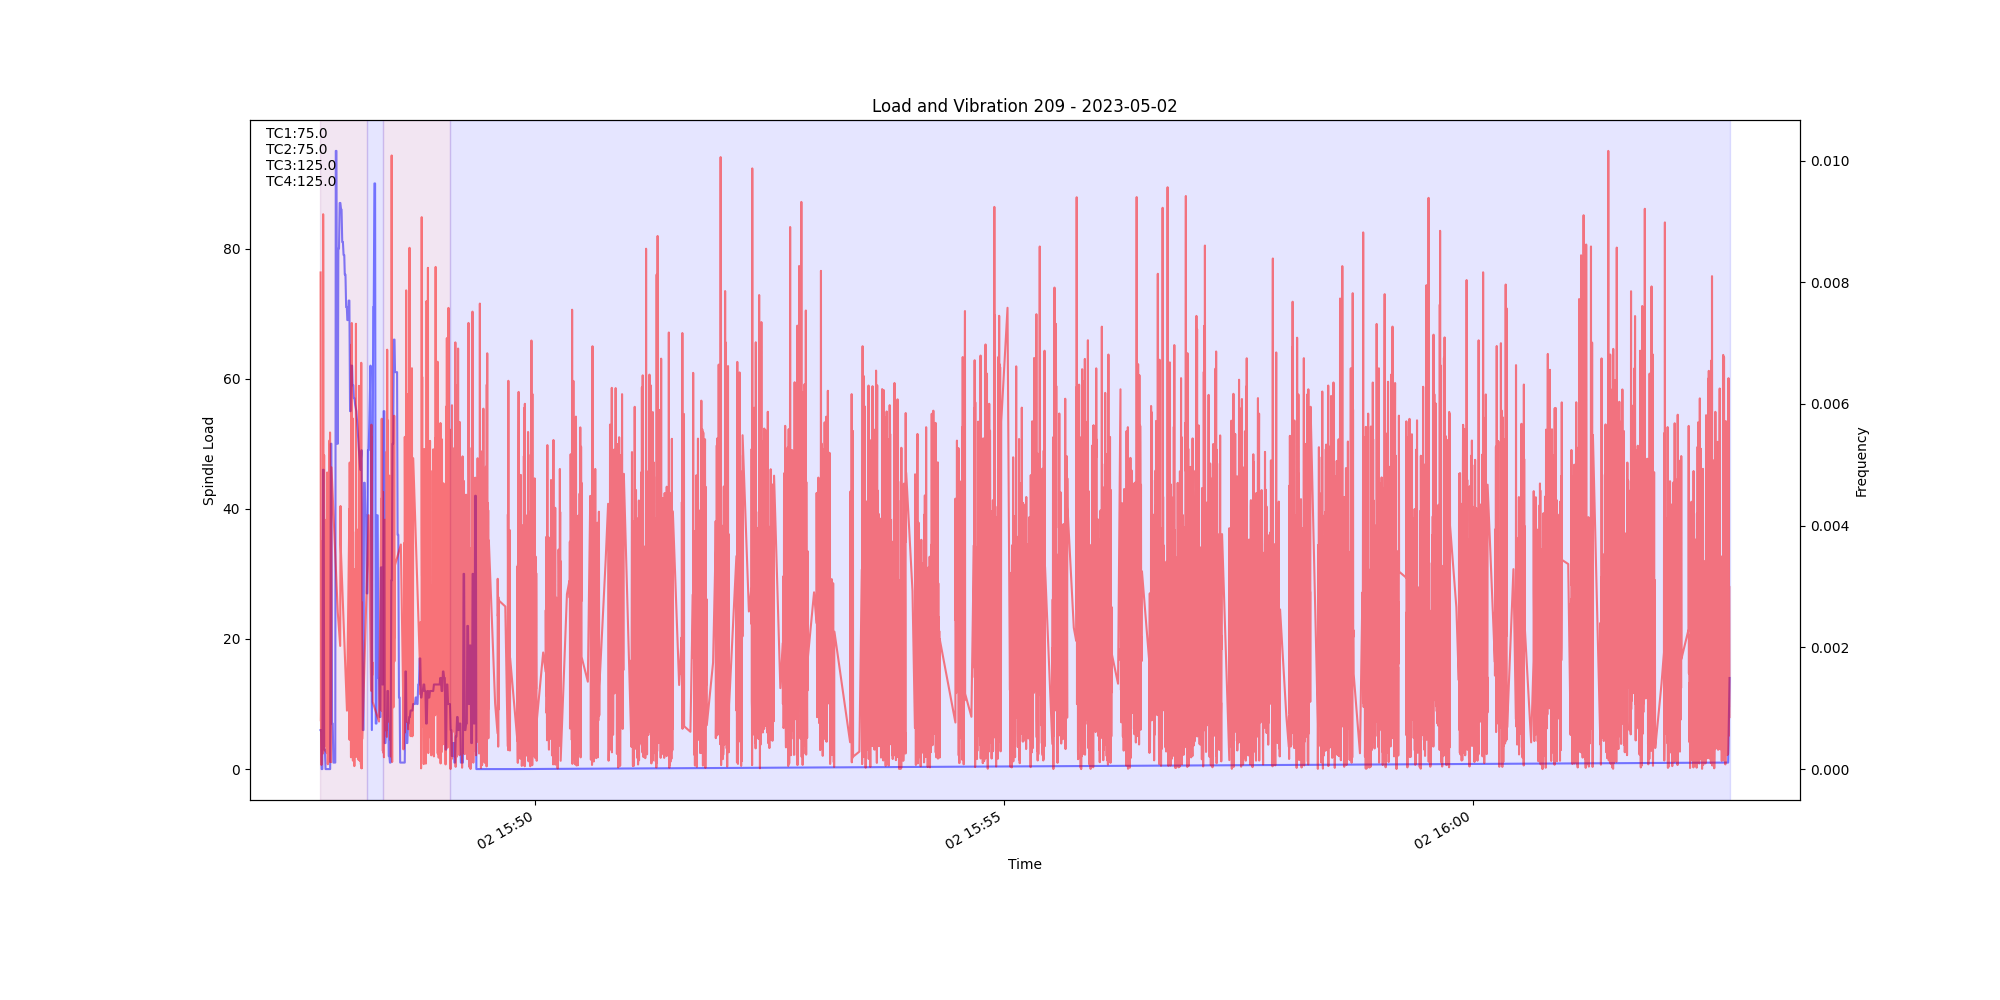 Load and Vibration 209 - 2023-05-02
TC1:75.0
TC2:75.0
TC3:125.0
TC4:125.0
80
60
40
20
0
Spindle Load
0.010
0.008
0.006
0.004
0.002
0.000
Frequency
02 15:50
02 15:55
02 16:00
Time